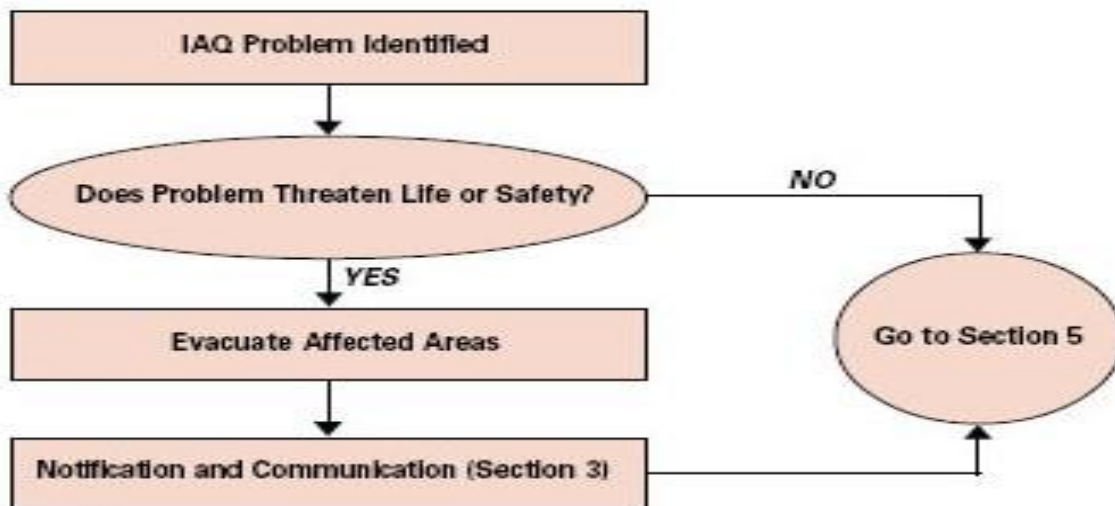 IAQ Problem Identified
Does Problem Threaten Life or Safety?
NO
YES
Evacuate Affected Areas
Go to Section 5
Notification and Communication (Section 3)